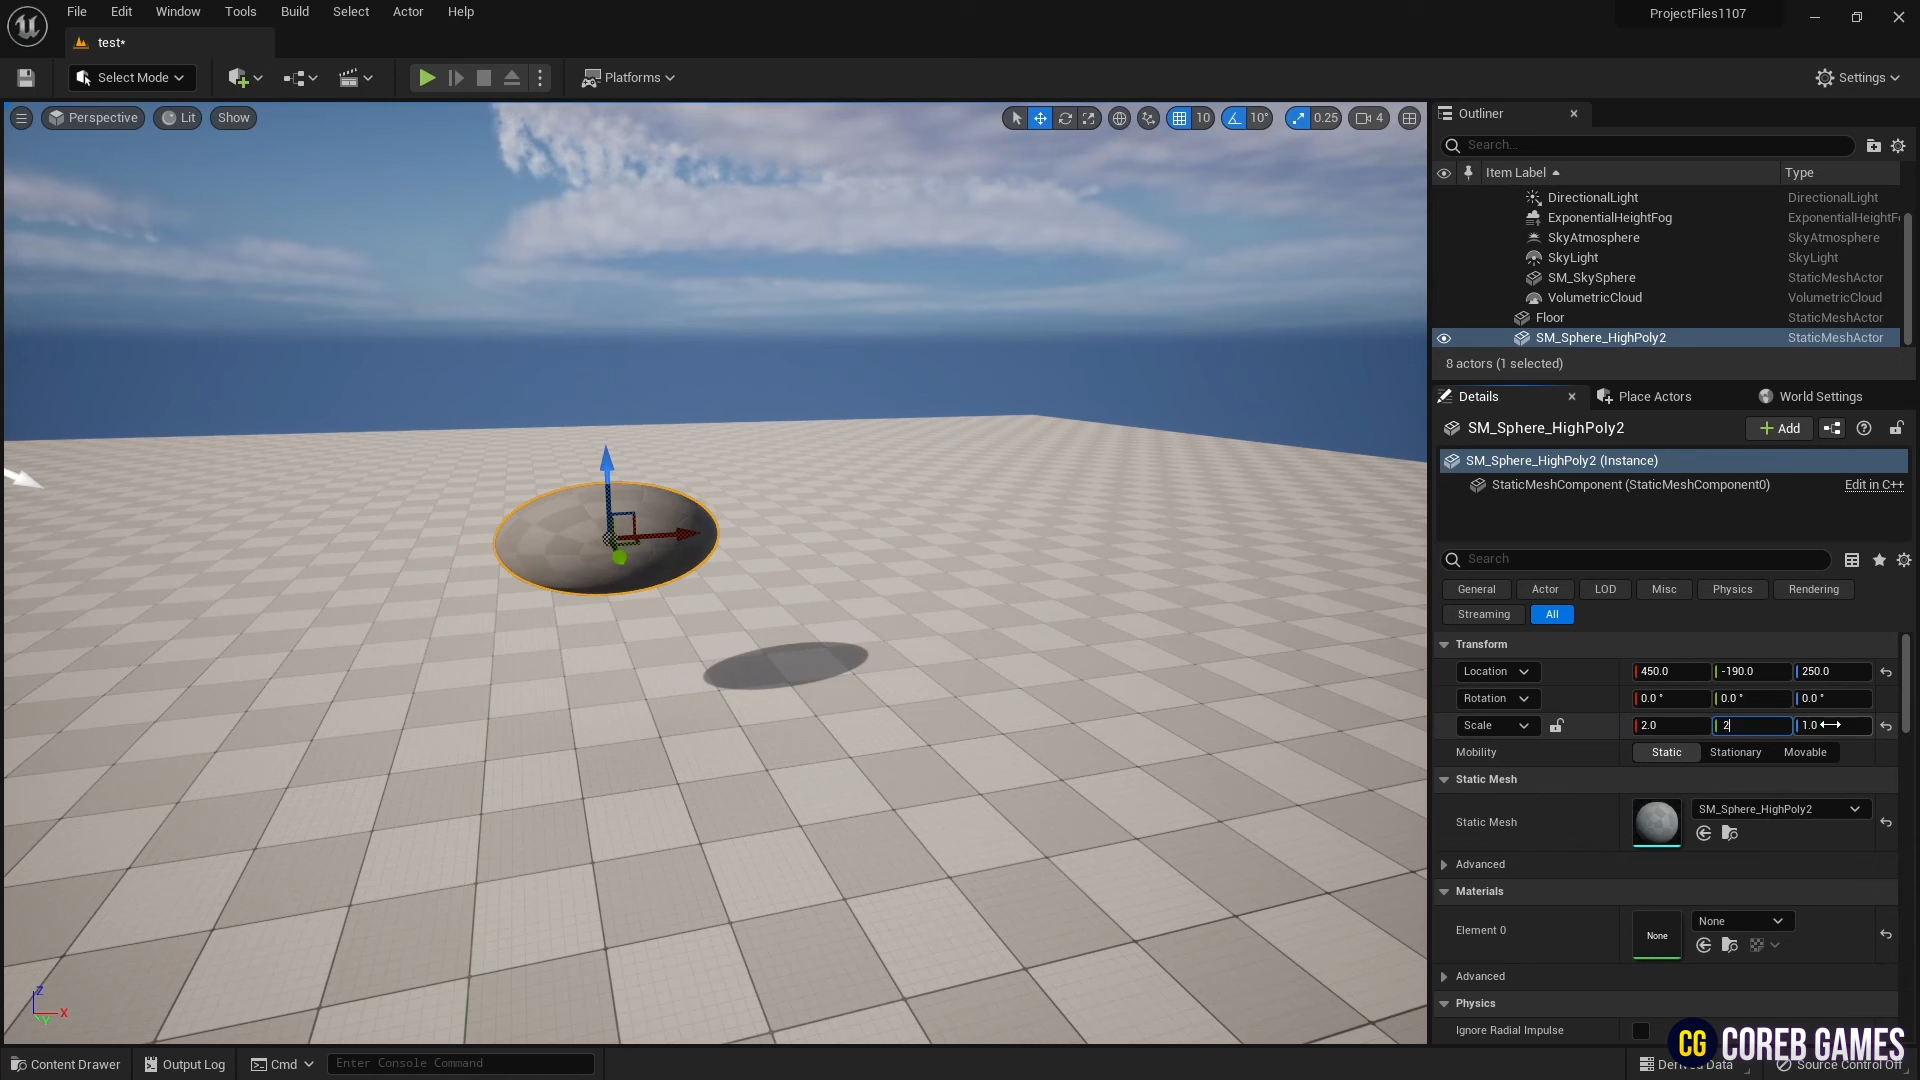 File Edit Window Tools Build Select Actor Help
ProjectFiles1107
test*
Select Mode
Platforms
Settings
Perspective Lit Show
10 10° 0.25 4
Outliner
Search...
Item Label Type
DirectionalLight DirectionalLight
ExponentialHeightFog ExponentialHeightF
SkyAtmosphere SkyAtmosphere
SkyLight SkyLight
SM_SkySphere StaticMeshActor
VolumetricCloud VolumetricCloud
Floor StaticMeshActor
SM_Sphere_HighPoly2 StaticMeshActor
8 actors (1 selected)
Details Place Actors World Settings
SM_Sphere_HighPoly2 Add
SM_Sphere_HighPoly2 (Instance)
StaticMeshComponent (StaticMeshComponent0) Edit in C++
Search
General Actor LOD Misc Physics Rendering
Streaming All
Transform
Location 450.0 -190.0 250.0
Rotation 0.0 ° 0.0 ° 0.0 °
Scale 2.0 2 1.0
Mobility Static Stationary Movable
Static Mesh
Static Mesh SM_Sphere_HighPoly2
Advanced
Materials
Element 0 None None
Advanced
Physics
Ignore Radial Impulse
Z
X
Y
CG COREB GAMES
Content Drawer Output Log Cmd Enter Console Command Derived Data Source Control Off